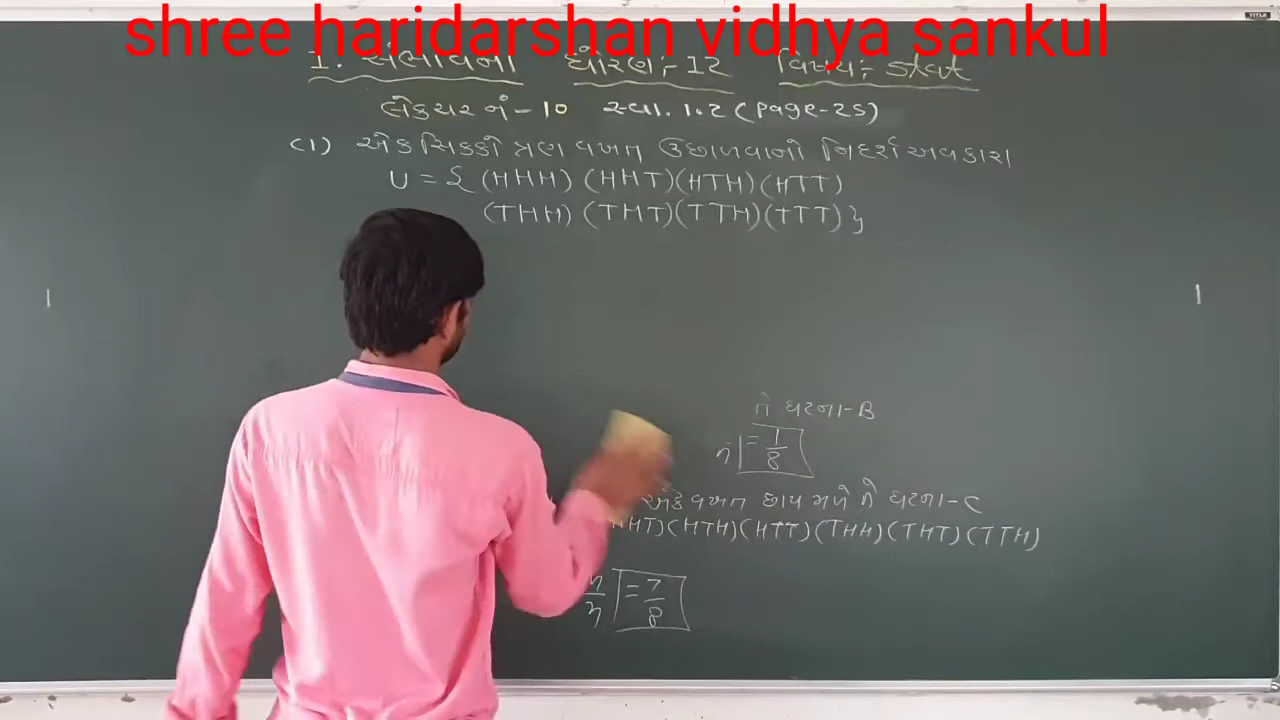 shree haridarshan vidhya sankul
1. સંભાવના ધોરણ:-12 વિષય:- stat
લેકચર નં-10 સ્વા. 1.2 (page-25)
(1) એક સિક્કો ત્રણ વખત ઉછાળવાનો નિદર્શઅવકાશ
U = { (HHH) (HHT)(HTH)(HTT)
(THH) (THT)(TTH)(TTT) }
તે ઘટના-B
= 1/8
એક વખત છાપ મળે તે ઘટના-C
HHT)(HTH)(HTT)(THH)(THT)(TTH)
= 7/8
TITLE